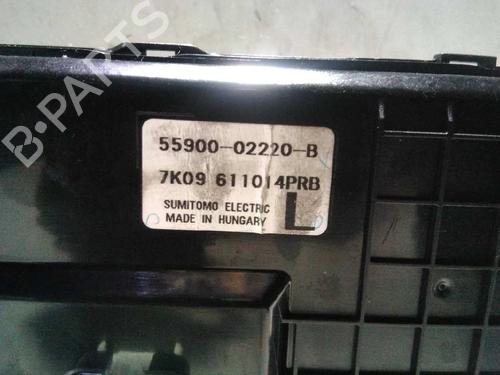 B-PARTS
55900-02220-B
7K09 611014PRB
SUMITOMO ELECTRIC
MADE IN HUNGARY
L